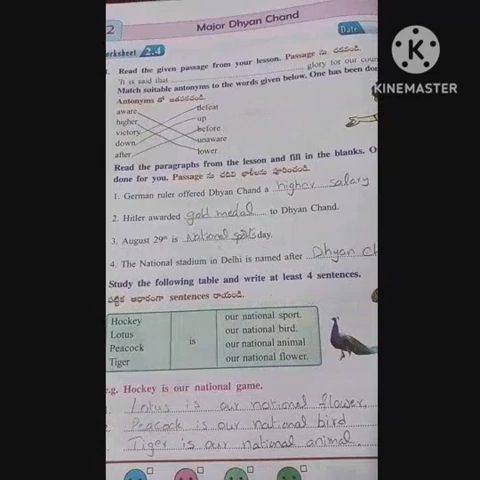 2 Major Dhyan Chand
Date
orksheet 2.4
Read the given passage from your lesson. Passage ను చదవండి.
'It is said that glory for our coun
Match suitable antonyms to the words given below. One has been don
Antonyms తో జతపరచండి.
aware defeat
higher up
victory before
down unaware
after lower
Read the paragraphs from the lesson and fill in the blanks. O
done for you. Passage ను చదివి ఖాళీలను పూరించండి.
1. German ruler offered Dhyan Chand a higher salary
2. Hitler awarded gold medal to Dhyan Chand.
3. August 29th is National sports day.
4. The National stadium in Delhi is named after Dhyan Ch
Study the following table and write at least 4 sentences.
పట్టిక ఆధారంగా sentences రాయండి.
Hockey our national sport.
Lotus our national bird.
Peacock is our national animal
Tiger our national flower.
e.g. Hockey is our national game.
Lotus is our national flower.
Peacock is our national bird
Tiger is our national animal.
KINEMASTER